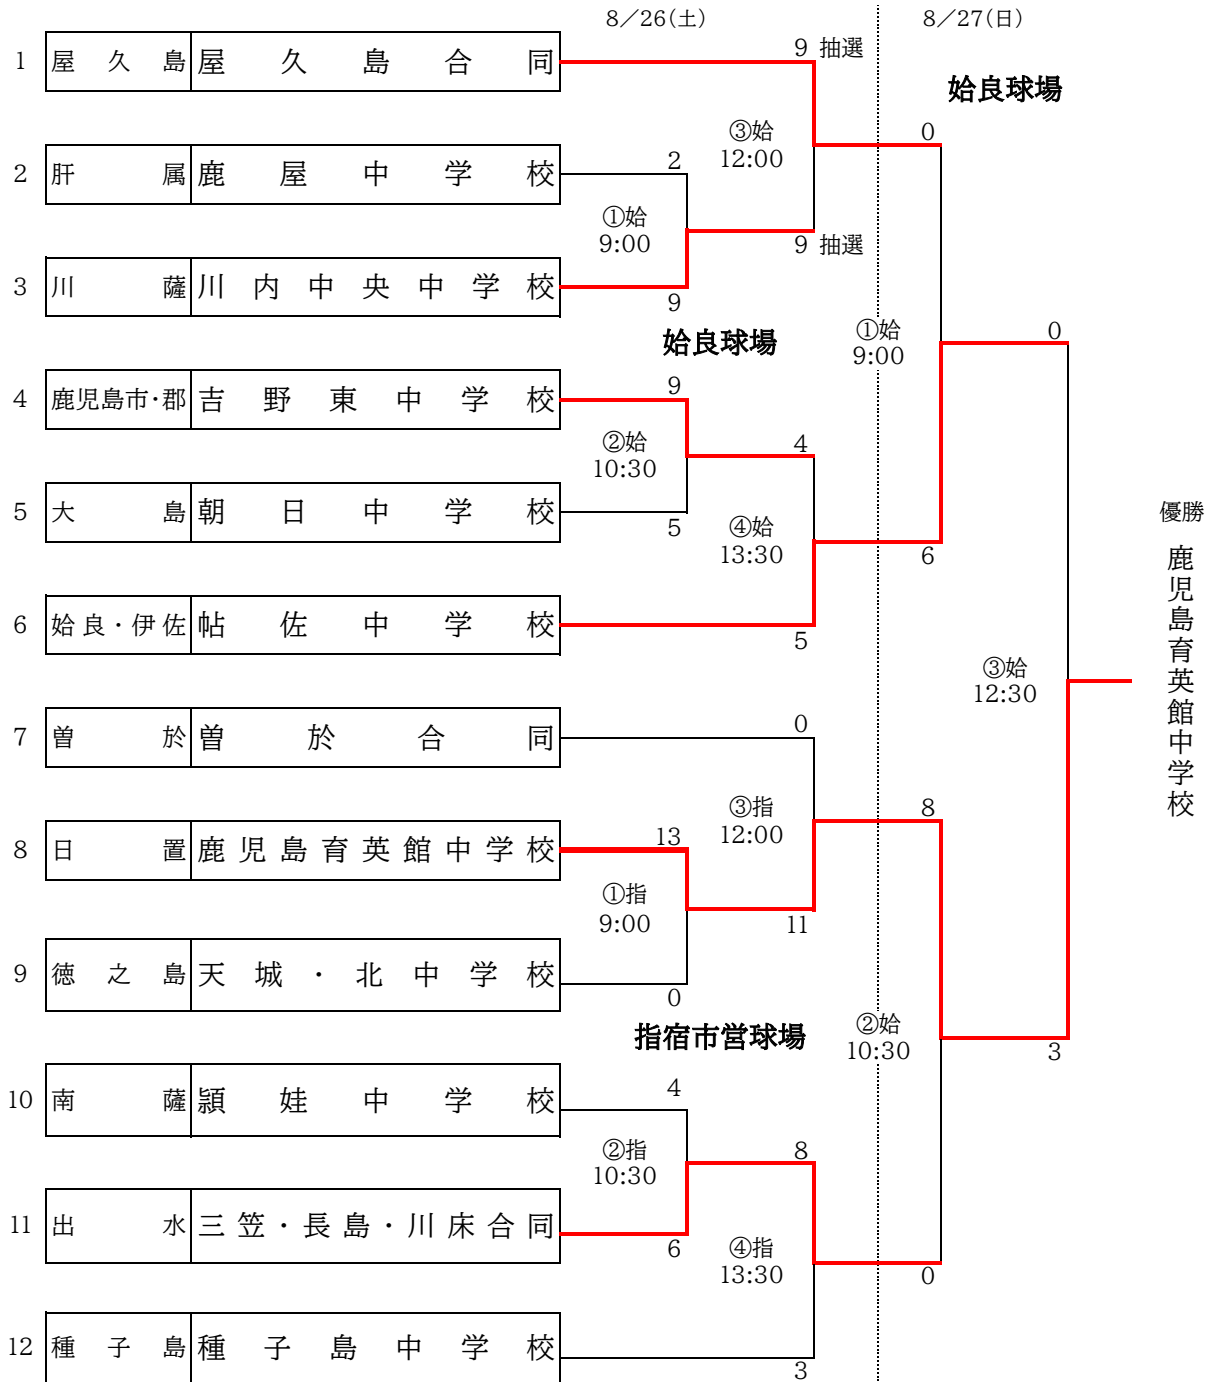 8／26(土)
8／27(日)
1 屋久島 屋久島合同
9 抽選
姶良球場
③姶
12:00
0
2 肝属 鹿屋中学校
2
①姶
9:00
9 抽選
3 川薩 川内中央中学校
9
姶良球場
①姶
9:00
0
4 鹿児島市・郡 吉野東中学校
9
②姶
10:30
4
5 大島 朝日中学校
5
④姶
13:30
6
優勝
鹿児島育英館中学校
6 姶良・伊佐 帖佐中学校
5
③姶
12:30
7 曽於 曽於合同
0
③指
12:00
8
8 日置 鹿児島育英館中学校
13
①指
9:00
11
9 徳之島 天城・北中学校
0
指宿市営球場
②姶
10:30
3
10 南薩 頴娃中学校
4
②指
10:30
8
11 出水 三笠・長島・川床合同
6
④指
13:30
0
12 種子島 種子島中学校
3